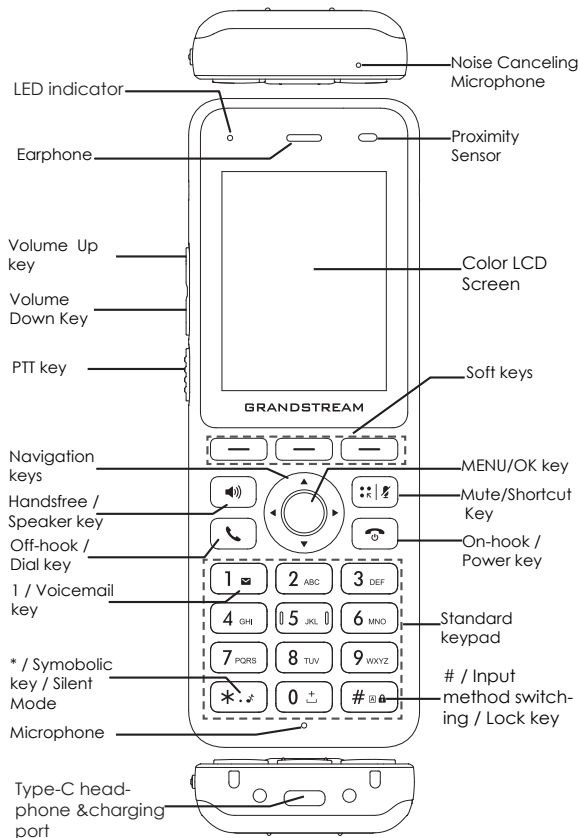 Noise Canceling
Microphone
LED indicator
Earphone
Proximity
Sensor
Volume Up
key
Color LCD
Screen
Volume
Down Key
PTT key
Soft keys
GRANDSTREAM
Navigation
keys
MENU/OK key
Handsfree /
Speaker key
Mute/Shortcut
Key
Off-hook /
Dial key
On-hook /
Power key
1
2 ABC
3 DEF
1 / Voicemail
key
4 GHI
5 JKL
6 MNO
Standard
keypad
7 PQRS
8 TUV
9 WXYZ
* / Symobolic
key / Silent
Mode
*
0 +
# A
# / Input
method switch-
ing / Lock key
Microphone
Type-C head-
phone &charging
port